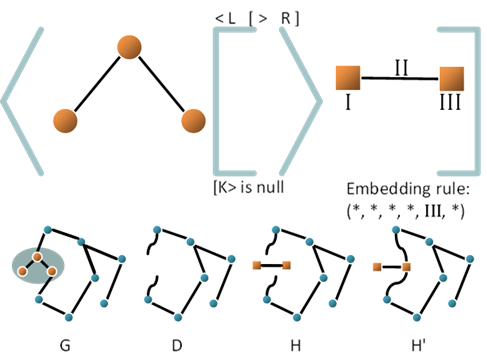 < L [ > R ]
II
I III
[K> is null
Embedding rule:
(*, *, *, *, III, *)
G D H H'